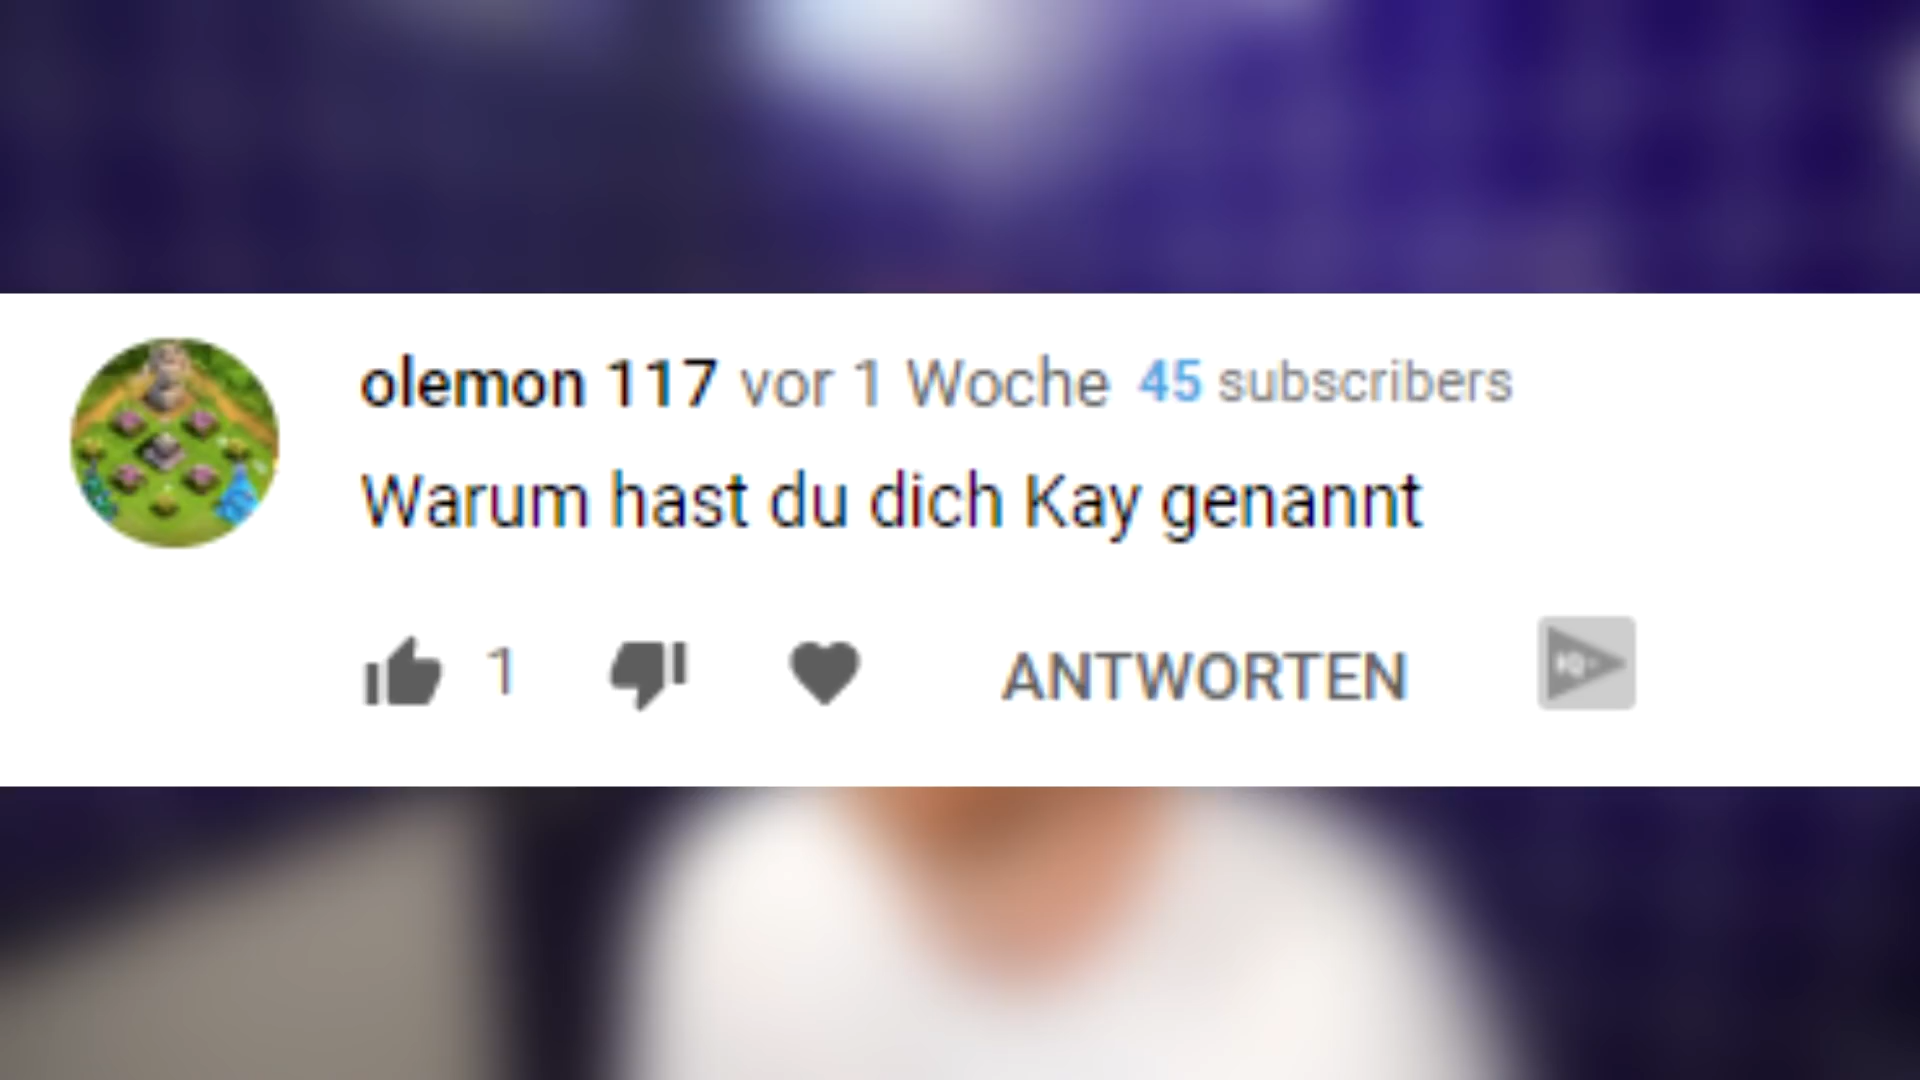 olemon 117 vor 1 Woche 45 subscribers
Warum hast du dich Kay genannt
1 ANTWORTEN